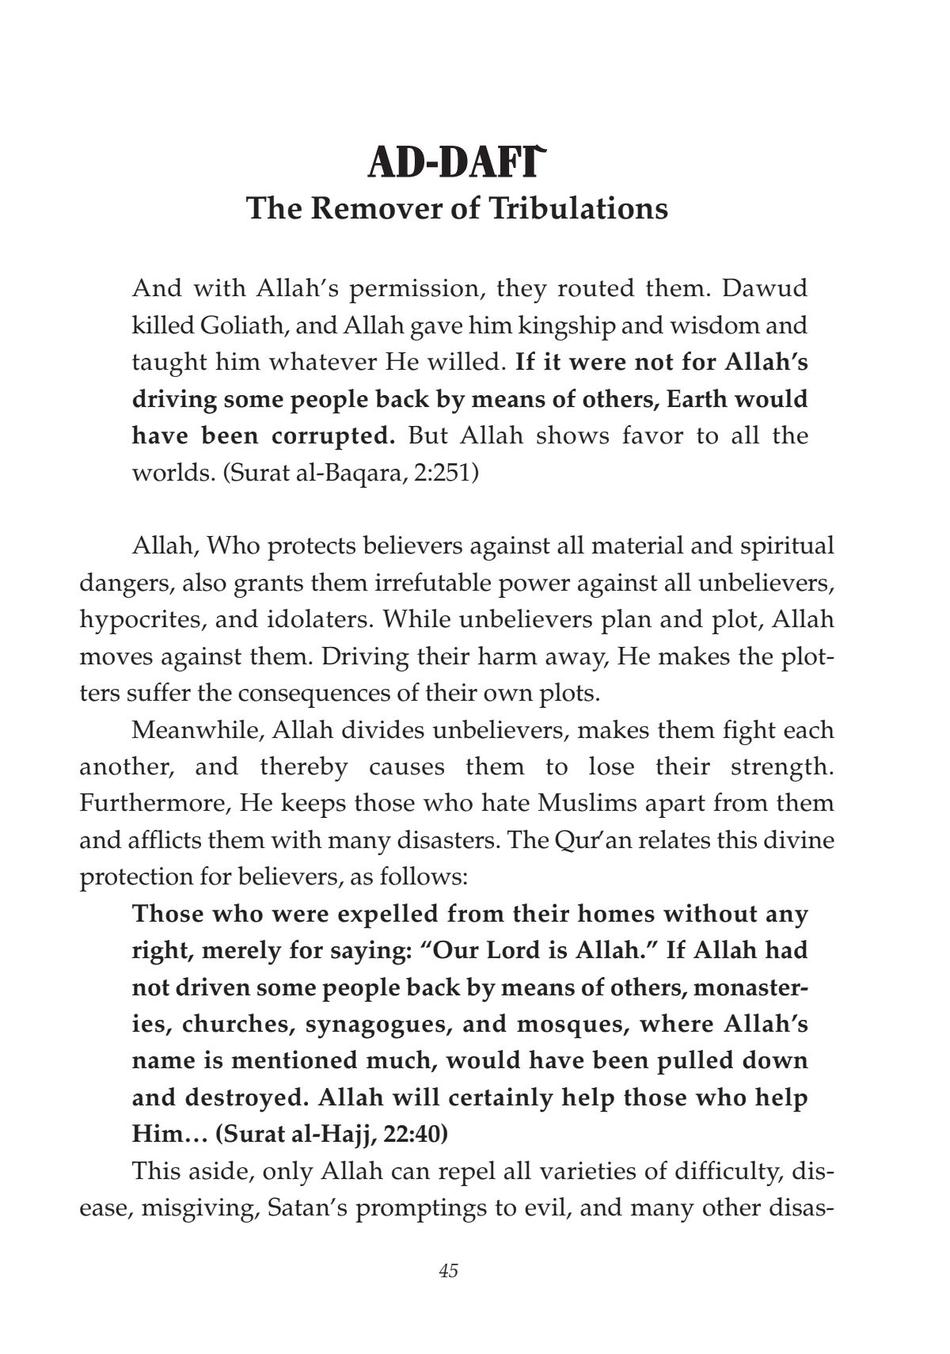 AD-DAFI˜
The Remover of Tribulations
And with Allah’s permission, they routed them. Dawud
killed Goliath, and Allah gave him kingship and wisdom and
taught him whatever He willed. If it were not for Allah’s
driving some people back by means of others, Earth would
have been corrupted. But Allah shows favor to all the
worlds. (Surat al-Baqara, 2:251)
Allah, Who protects believers against all material and spiritual
dangers, also grants them irrefutable power against all unbelievers,
hypocrites, and idolaters. While unbelievers plan and plot, Allah
moves against them. Driving their harm away, He makes the plot-
ters suffer the consequences of their own plots.
Meanwhile, Allah divides unbelievers, makes them fight each
another, and thereby causes them to lose their strength.
Furthermore, He keeps those who hate Muslims apart from them
and afflicts them with many disasters. The Qur’an relates this divine
protection for believers, as follows:
Those who were expelled from their homes without any
right, merely for saying: “Our Lord is Allah.” If Allah had
not driven some people back by means of others, monaster-
ies, churches, synagogues, and mosques, where Allah’s
name is mentioned much, would have been pulled down
and destroyed. Allah will certainly help those who help
Him… (Surat al-Hajj, 22:40)
This aside, only Allah can repel all varieties of difficulty, dis-
ease, misgiving, Satan’s promptings to evil, and many other disas-
45